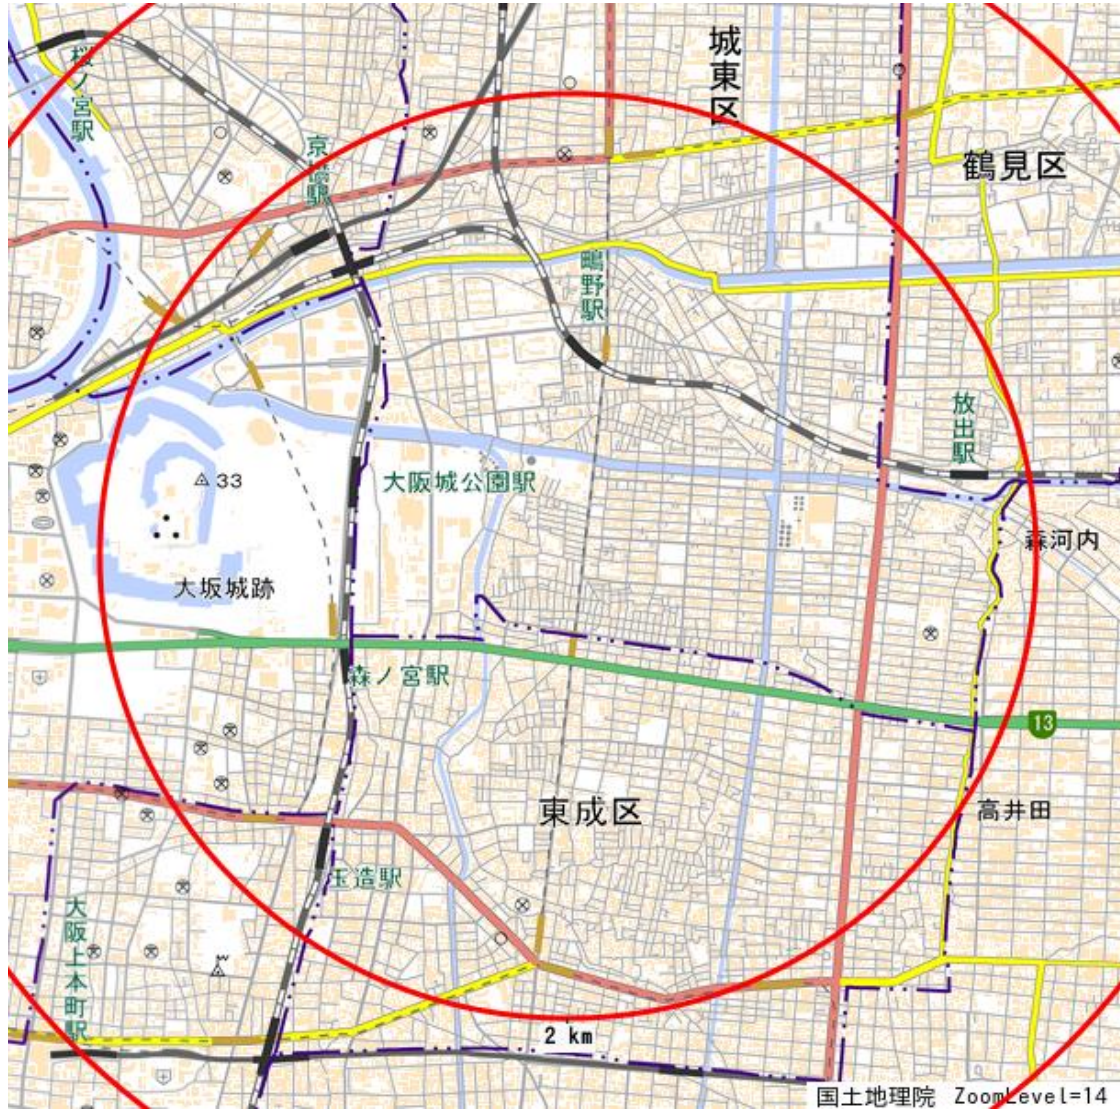 城東区
桜ノ宮駅
京橋駅
鶴見区
鴫野駅
放出駅
大阪城公園駅
33
森河内
大坂城跡
森ノ宮駅
13
東成区
高井田
玉造駅
大阪上本町駅
2 km
国土地理院 ZoomLevel=14